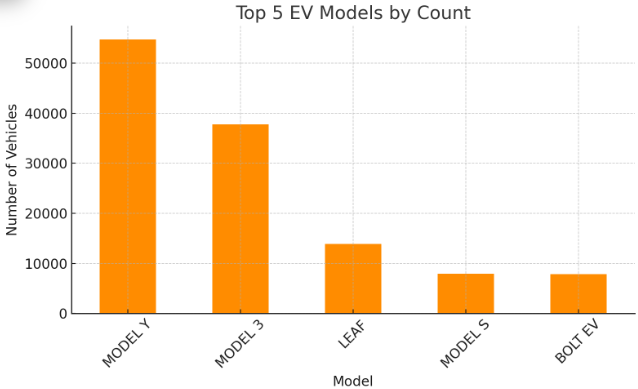 Top 5 EV Models by Count
Number of Vehicles
50000
40000
30000
20000
10000
0
MODEL Y
MODEL 3
LEAF
MODEL S
BOLT EV
Model